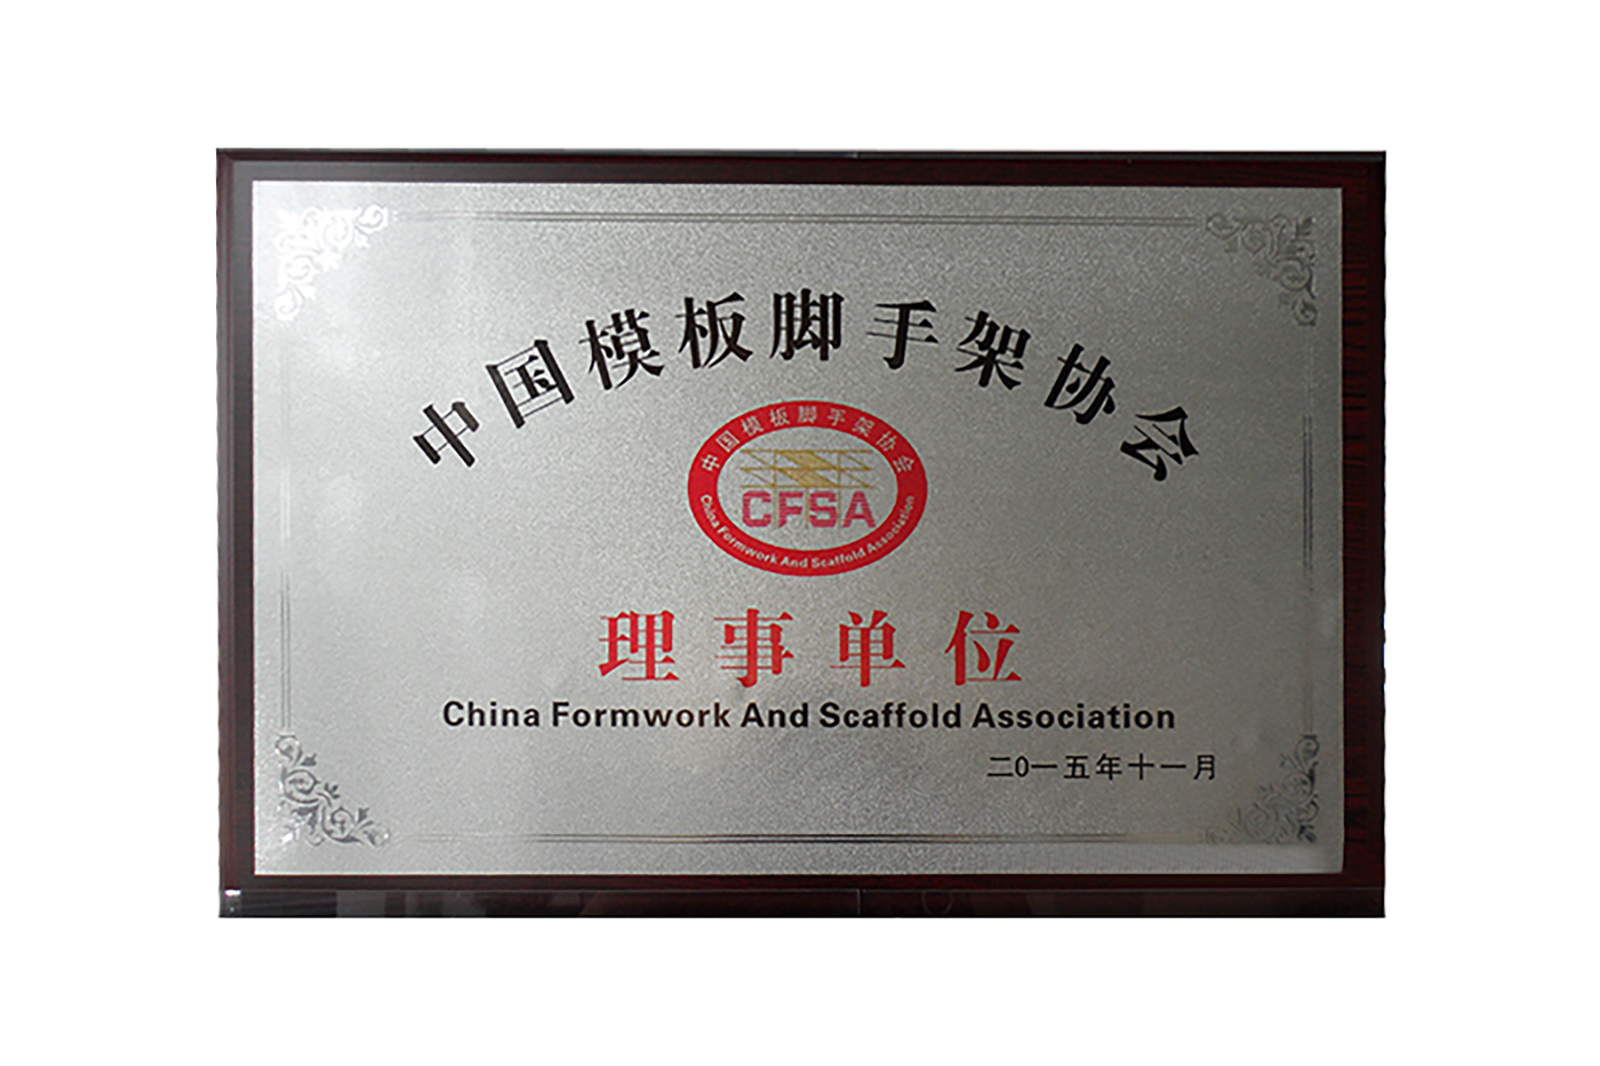 中国模板脚手架协会
中国模板脚手架协会
CFSA
China Formwork And Scaffold Association
理事单位
China Formwork And Scaffold Association
二0一五年十一月